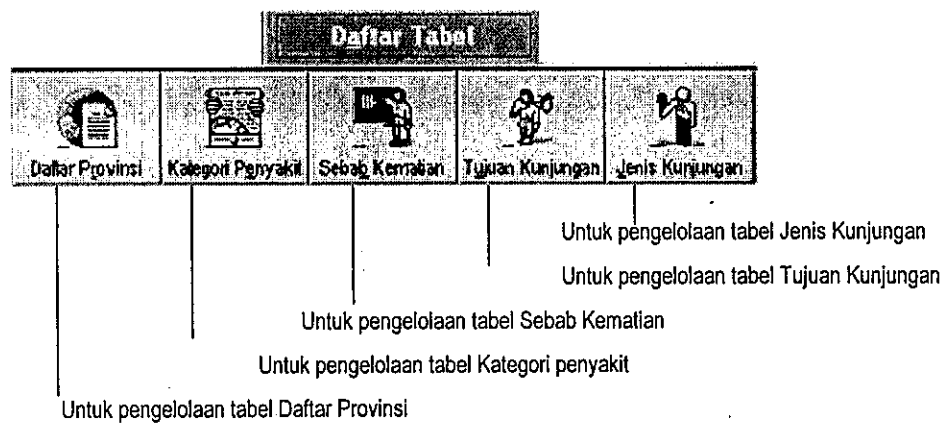 Daftar Tabel
Daftar Provinsi Kategori Penyakit Sebab Kematian Tujuan Kunjungan Jenis Kunjungan
Untuk pengelolaan tabel Jenis Kunjungan
Untuk pengelolaan tabel Tujuan Kunjungan
Untuk pengelolaan tabel Sebab Kematian
Untuk pengelolaan tabel Kategori penyakit
Untuk pengelolaan tabel Daftar Provinsi